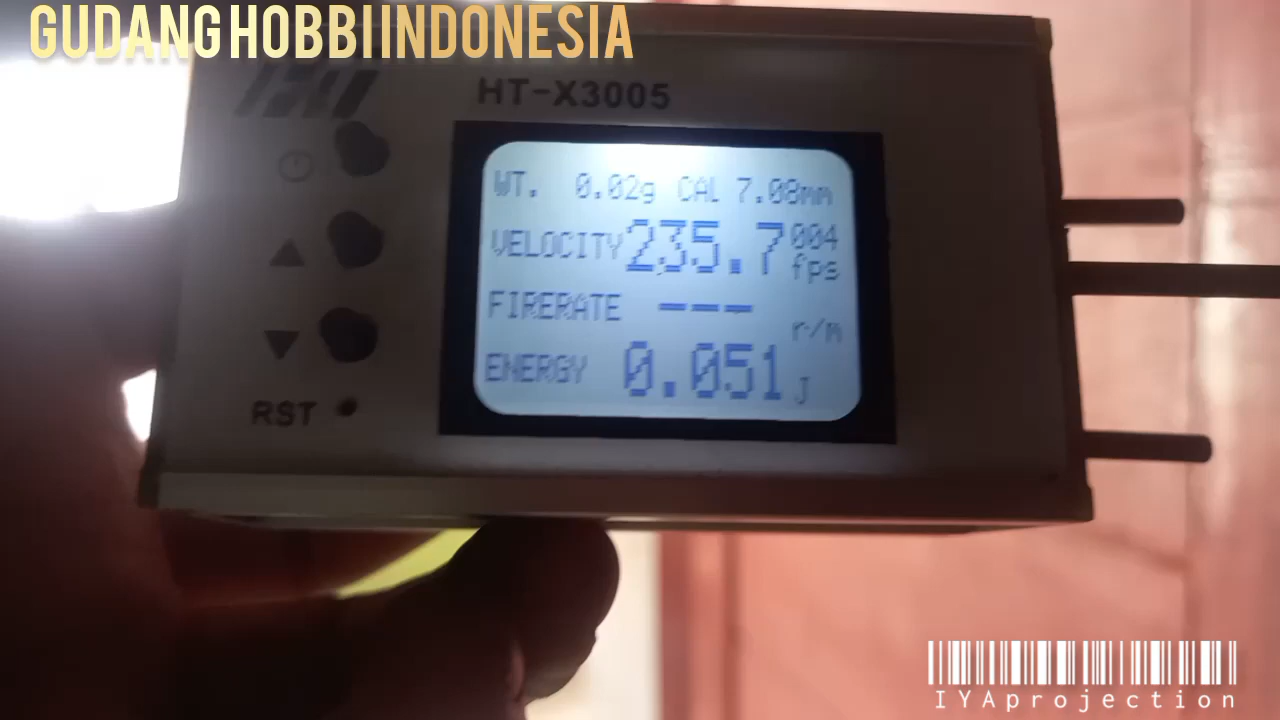 GUDANG HOBBI INDONESIA
HT-X3005
WT. 0.02g CAL 7.08mm
VELOCITY 235.7 004 fps
FIRERATE --- r/m
ENERGY 0.051 J
RST
IYAprojection